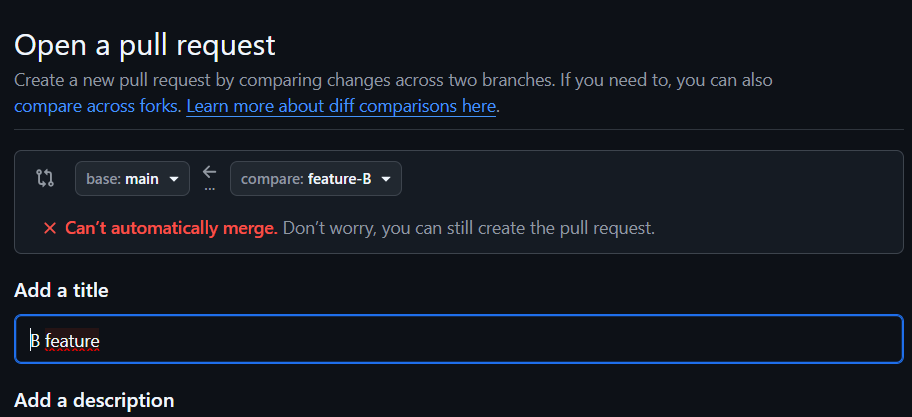 Open a pull request
Create a new pull request by comparing changes across two branches. If you need to, you can also
compare across forks. Learn more about diff comparisons here.
base: main ← compare: feature-B
...
× Can’t automatically merge. Don’t worry, you can still create the pull request.
Add a title
B feature
Add a description